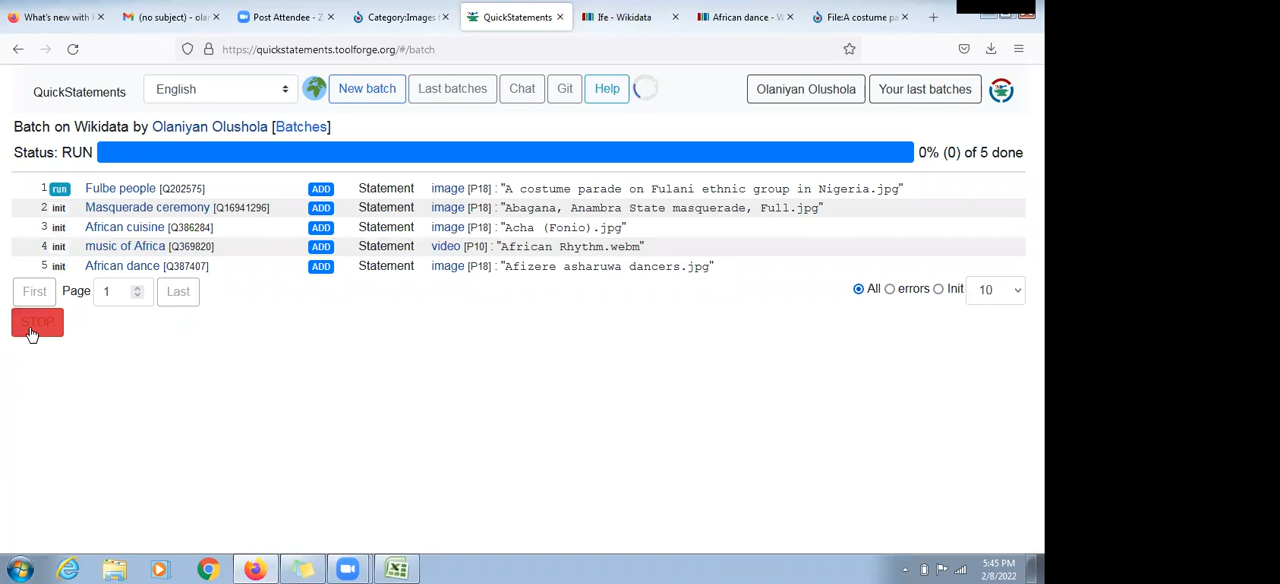 What's new with F
(no subject) - olan
Post Attendee - Z
Category:Images
QuickStatements
Ife - Wikidata
African dance - W
File:A costume pa
https://quickstatements.toolforge.org/#/batch
QuickStatements English New batch Last batches Chat Git Help Olaniyan Olushola Your last batches
Batch on Wikidata by Olaniyan Olushola [Batches]
Status: RUN 0% (0) of 5 done
1 run Fulbe people [Q202575] ADD Statement image [P18] : "A costume parade on Fulani ethnic group in Nigeria.jpg"
2 init Masquerade ceremony [Q16941296] ADD Statement image [P18] : "Abagana, Anambra State masquerade, Full.jpg"
3 init African cuisine [Q386284] ADD Statement image [P18] : "Acha (Fonio).jpg"
4 init music of Africa [Q369820] ADD Statement video [P10] : "African Rhythm.webm"
5 init African dance [Q387407] ADD Statement image [P18] : "Afizere asharuwa dancers.jpg"
First Page 1 Last All errors Init 10
STOP
5:45 PM
2/8/2022